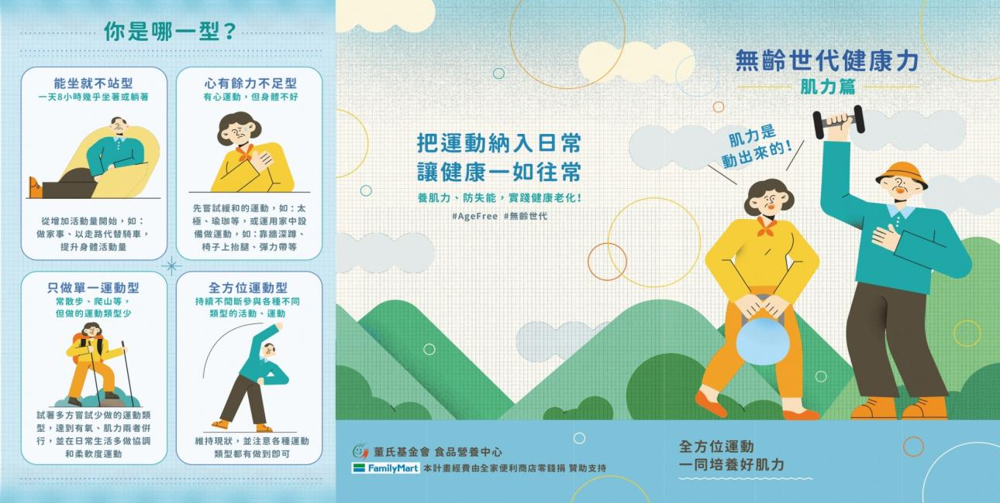 你是哪一型？
能坐就不站型
一天8小時幾乎坐著或躺著
從增加活動量開始，如：
做家事、以走路代替騎車，
提升身體活動量
心有餘力不足型
有心運動，但身體不好
先嘗試緩和的運動，如：太
極、瑜珈等，或運用家中設
備做運動，如：靠牆深蹲、
椅子上抬腿、彈力帶等
只做單一運動型
常散步、爬山等，
但做的運動類型少
試著多方嘗試少做的運動類
型，達到有氧、肌力兩者併
行，並在日常生活多做協調
和柔軟度運動
全方位運動型
持續不間斷參與各種不同
類型的活動、運動
維持現狀，並注意各種運動
類型都有做到即可
把運動納入日常
讓健康一如往常
養肌力、防失能，實踐健康老化！
#AgeFree #無齡世代
董氏基金會 食品營養中心
FamilyMart 本計畫經費由全家便利商店零錢捐 贊助支持
無齡世代健康力
肌力篇
肌力是
動出來的！
全方位運動
一同培養好肌力